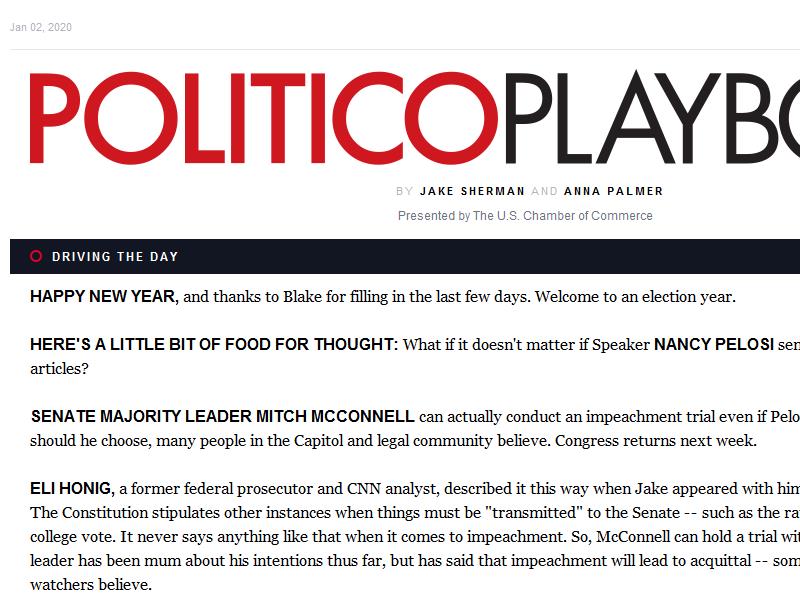 Jan 02, 2020
POLITICOPLAYBO
BY JAKE SHERMAN AND ANNA PALMER
Presented by The U.S. Chamber of Commerce
DRIVING THE DAY
HAPPY NEW YEAR, and thanks to Blake for filling in the last few days. Welcome to an election year.
HERE'S A LITTLE BIT OF FOOD FOR THOUGHT: What if it doesn't matter if Speaker NANCY PELOSI sen
articles?
SENATE MAJORITY LEADER MITCH MCCONNELL can actually conduct an impeachment trial even if Pelo
should he choose, many people in the Capitol and legal community believe. Congress returns next week.
ELI HONIG, a former federal prosecutor and CNN analyst, described it this way when Jake appeared with him
The Constitution stipulates other instances when things must be "transmitted" to the Senate -- such as the ra
college vote. It never says anything like that when it comes to impeachment. So, McConnell can hold a trial wit
leader has been mum about his intentions thus far, but has said that impeachment will lead to acquittal -- som
watchers believe.